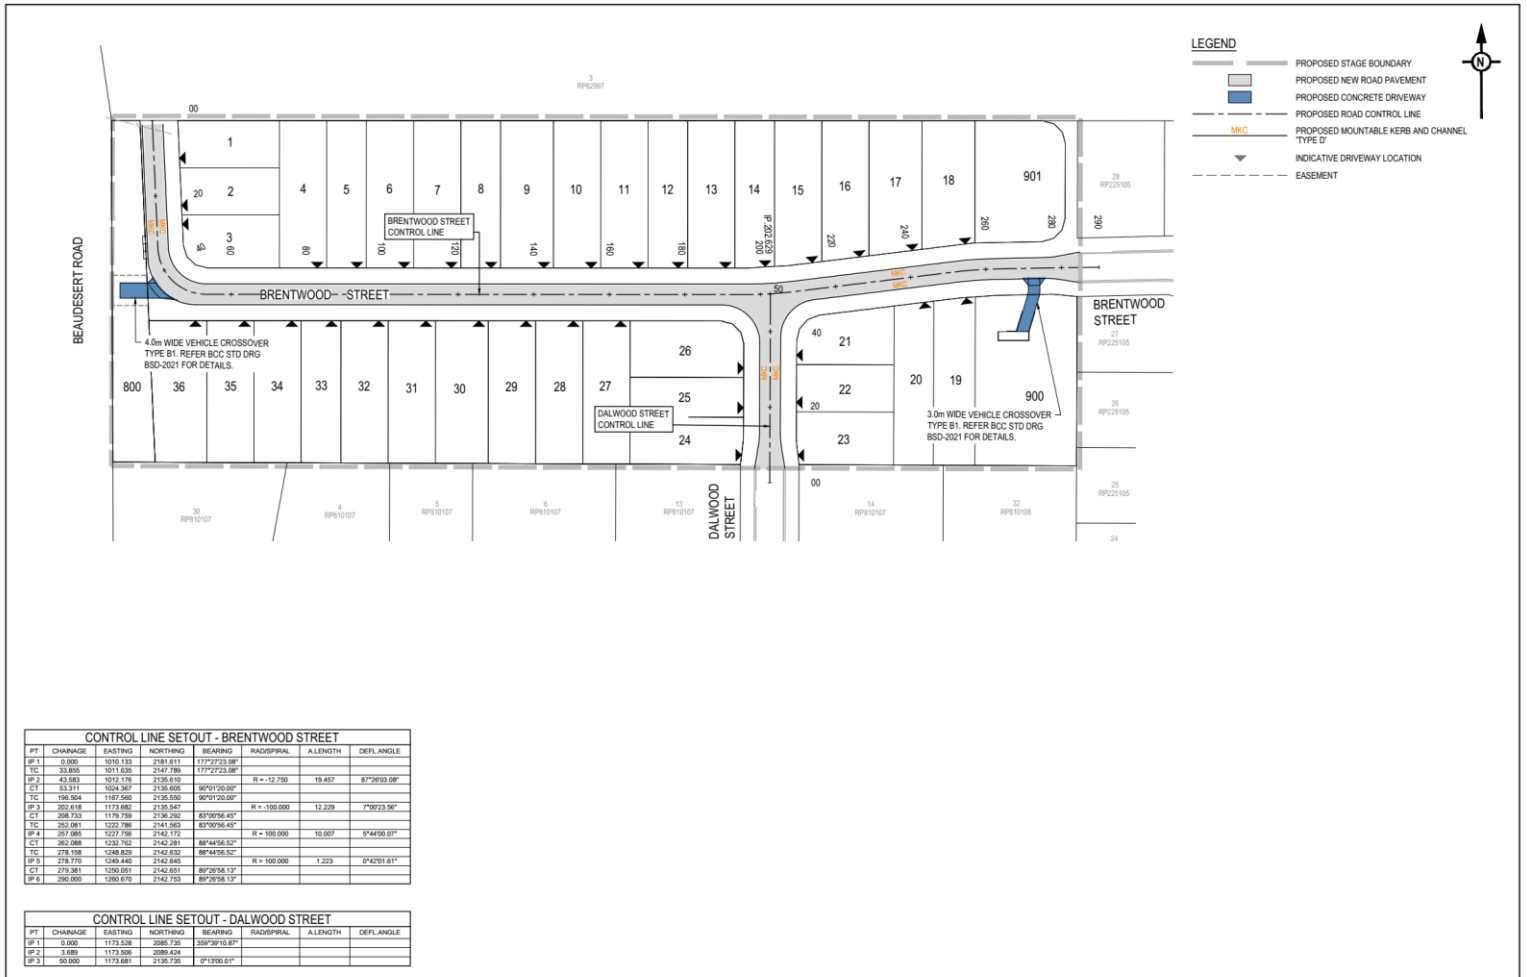 LEGEND
PROPOSED STAGE BOUNDARY
PROPOSED NEW ROAD PAVEMENT
PROPOSED CONCRETE DRIVEWAY
PROPOSED ROAD CONTROL LINE
MKC PROPOSED MOUNTABLE KERB AND CHANNEL
'TYPE D'
INDICATIVE DRIVEWAY LOCATION
EASEMENT
N
3
RP62997
00
1
2
20
3
40
60
4 5 6 7 8 9 10 11 12 13 14 15 16 17 18 901
28
RP225105
BRENTWOOD STREET
CONTROL LINE
80 100 120 140 160 180 200 IP 202.629 220 240 260 280 290
MKC MKC
BEAUDESERT ROAD
BRENTWOOD STREET
50
MKC
MKC
BRENTWOOD
STREET
4.0m WIDE VEHICLE CROSSOVER
TYPE B1. REFER BCC STD DRG
BSD-2021 FOR DETAILS.
800 36 35 34 33 32 31 30 29 28 27
26
25
24
MKC MKC
40
21
22
20
23
20 19 900
27
RP225105
26
RP225105
DALWOOD STREET
CONTROL LINE
3.0m WIDE VEHICLE CROSSOVER
TYPE B1. REFER BCC STD DRG
BSD-2021 FOR DETAILS.
00
DALWOOD
STREET
30
RP810107
4
RP810107
5
RP810107
6
RP810107
13
RP810107
14
RP810107
32
RP810108
25
RP225105
24
CONTROL LINE SETOUT - BRENTWOOD STREET
PT CHAINAGE EASTING NORTHING BEARING RAD/SPIRAL A.LENGTH DEFL.ANGLE
IP 1 0.000 1010.133 2181.611 177°27'23.08"
TC 33.855 1011.635 2147.789 177°27'23.08"
IP 2 43.583 1012.176 2135.610 R = -12.750 19.457 87°26'03.08"
CT 53.311 1024.367 2135.605 90°01'20.00"
TC 196.504 1167.560 2135.550 90°01'20.00"
IP 3 202.618 1173.682 2135.547 R = -100.000 12.229 7°00'23.56"
CT 208.733 1179.759 2136.292 83°00'56.45"
TC 252.081 1222.786 2141.563 83°00'56.45"
IP 4 257.085 1227.756 2142.172 R = 100.000 10.007 5°44'00.07"
CT 262.088 1232.762 2142.281 88°44'56.52"
TC 278.158 1248.829 2142.632 88°44'56.52"
IP 5 278.770 1249.440 2142.645 R = 100.000 1.223 0°42'01.61"
CT 279.381 1250.051 2142.651 89°26'58.13"
IP 6 290.000 1260.670 2142.753 89°26'58.13"
CONTROL LINE SETOUT - DALWOOD STREET
PT CHAINAGE EASTING NORTHING BEARING RAD/SPIRAL A.LENGTH DEFL.ANGLE
IP 1 0.000 1173.528 2085.735 359°39'10.87"
IP 2 3.689 1173.506 2089.424
IP 3 50.000 1173.681 2135.735 0°13'00.01"